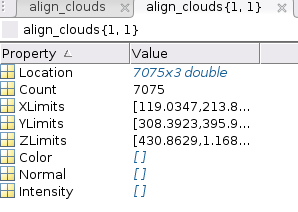 align_clouds align_clouds{1, 1}
align_clouds{1, 1}
Property Value
Location 7075x3 double
Count 7075
XLimits [119.0347,213.8...
YLimits [308.3923,395.9...
ZLimits [430.8629,1.168...
Color []
Normal []
Intensity []